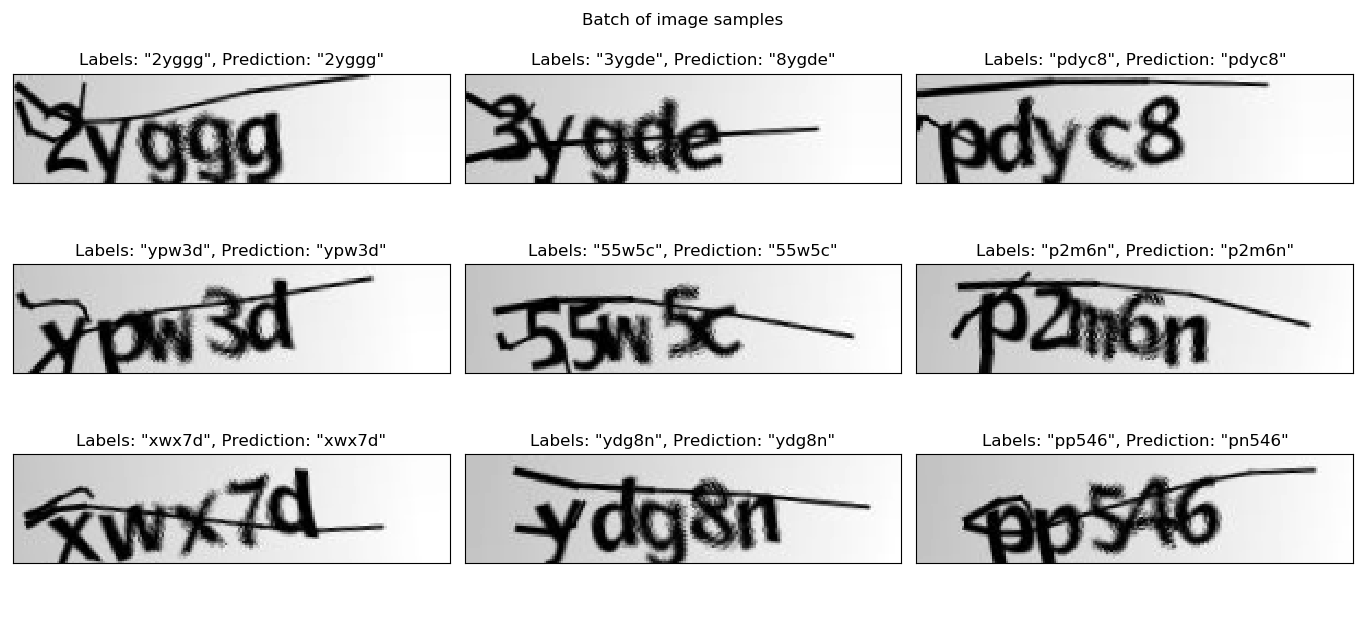 Batch of image samples
Labels: "2yggg", Prediction: "2yggg"
Labels: "3ygde", Prediction: "8ygde"
Labels: "pdyc8", Prediction: "pdyc8"
2yggg
3ygde
pdyc8
Labels: "ypw3d", Prediction: "ypw3d"
Labels: "55w5c", Prediction: "55w5c"
Labels: "p2m6n", Prediction: "p2m6n"
ypw3d
55w5c
p2m6n
Labels: "xwx7d", Prediction: "xwx7d"
Labels: "ydg8n", Prediction: "ydg8n"
Labels: "pp546", Prediction: "pn546"
xwx7d
ydg8n
pp546